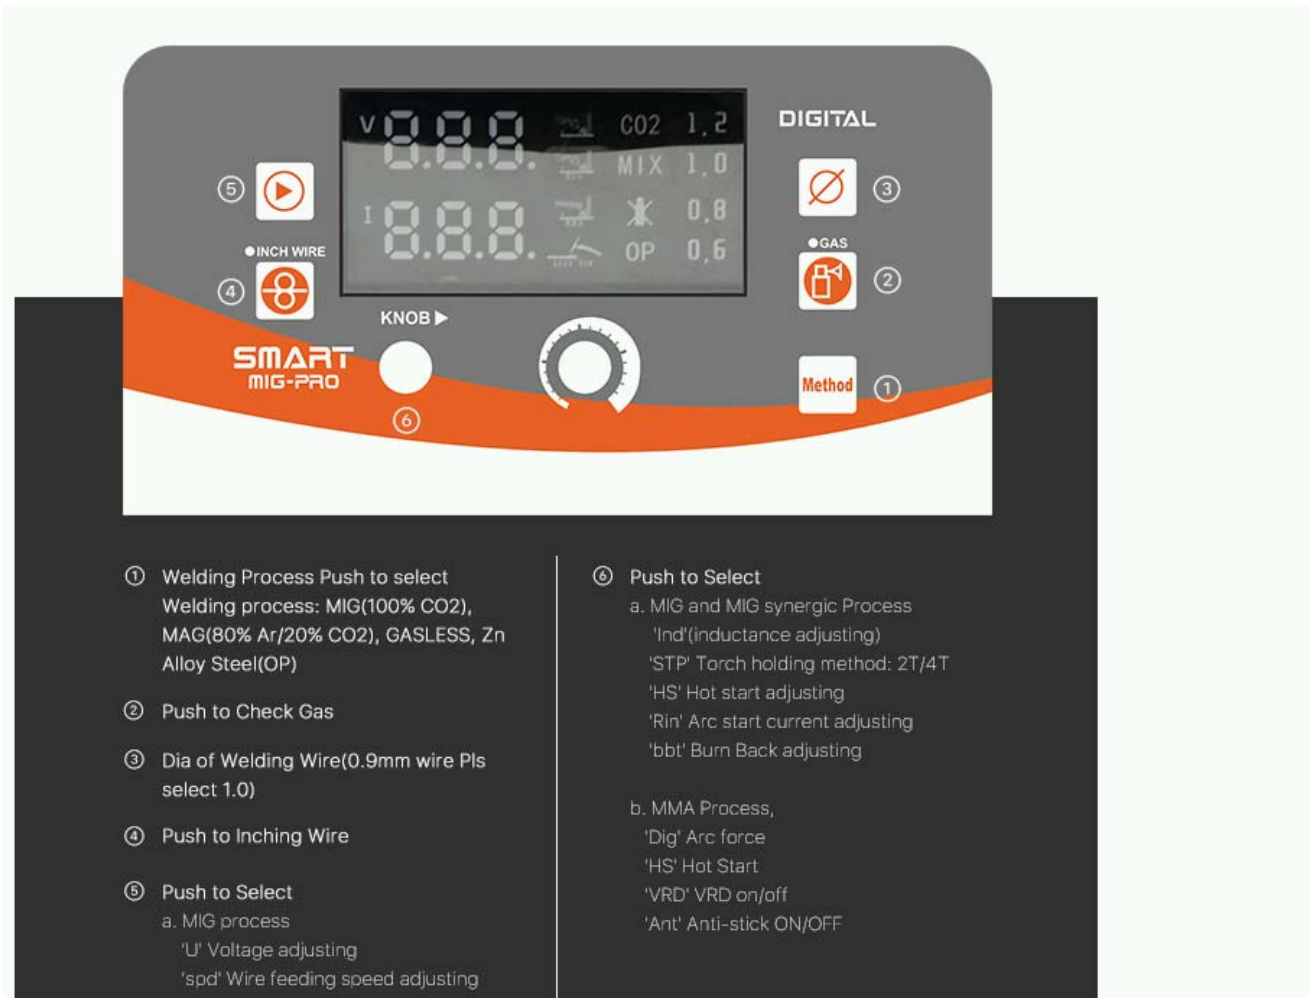 V 8.8.8. CO2 1,2
MIX 1,0
I 8.8.8. 0,8
OP 0,6
DIGITAL
⑤
③
●INCH WIRE
●GAS
④
②
KNOB ▶
SMART
MIG-PRO
Method ①
⑥
① Welding Process Push to select
Welding process: MIG(100% CO2),
MAG(80% Ar/20% CO2), GASLESS, Zn
Alloy Steel(OP)
② Push to Check Gas
③ Dia of Welding Wire(0.9mm wire Pls
select 1.0)
④ Push to Inching Wire
⑤ Push to Select
a. MIG process
'U' Voltage adjusting
'spd' Wire feeding speed adjusting
⑥ Push to Select
a. MIG and MIG synergic Process
'Ind'(inductance adjusting)
'STP' Torch holding method: 2T/4T
'HS' Hot start adjusting
'Rin' Arc start current adjusting
'bbt' Burn Back adjusting
b. MMA Process,
'Dig' Arc force
'HS' Hot Start
'VRD' VRD on/off
'Ant' Anti-stick ON/OFF